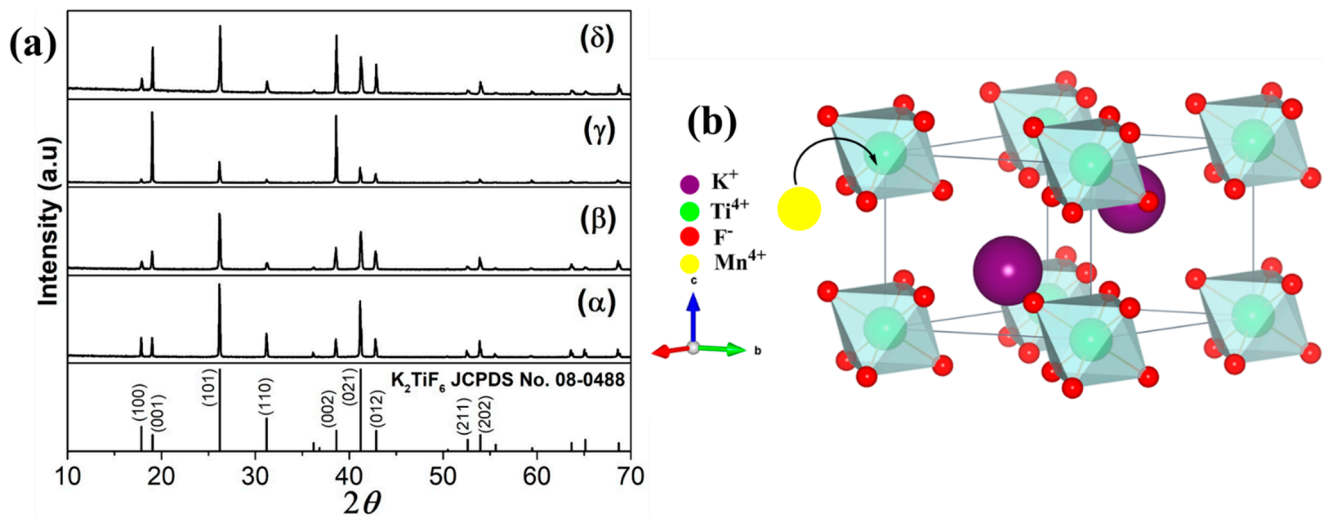 (a)
(δ)
(γ)
(β)
(α)
Intensity (a.u)
K₂TiF₆ JCPDS No. 08-0488
(100)
(001)
(101)
(110)
(002)
(021)
(012)
(211)
(202)
10 20 30 40 50 60 70
2θ
(b)
K⁺
Ti⁴⁺
F⁻
Mn⁴⁺
c
b